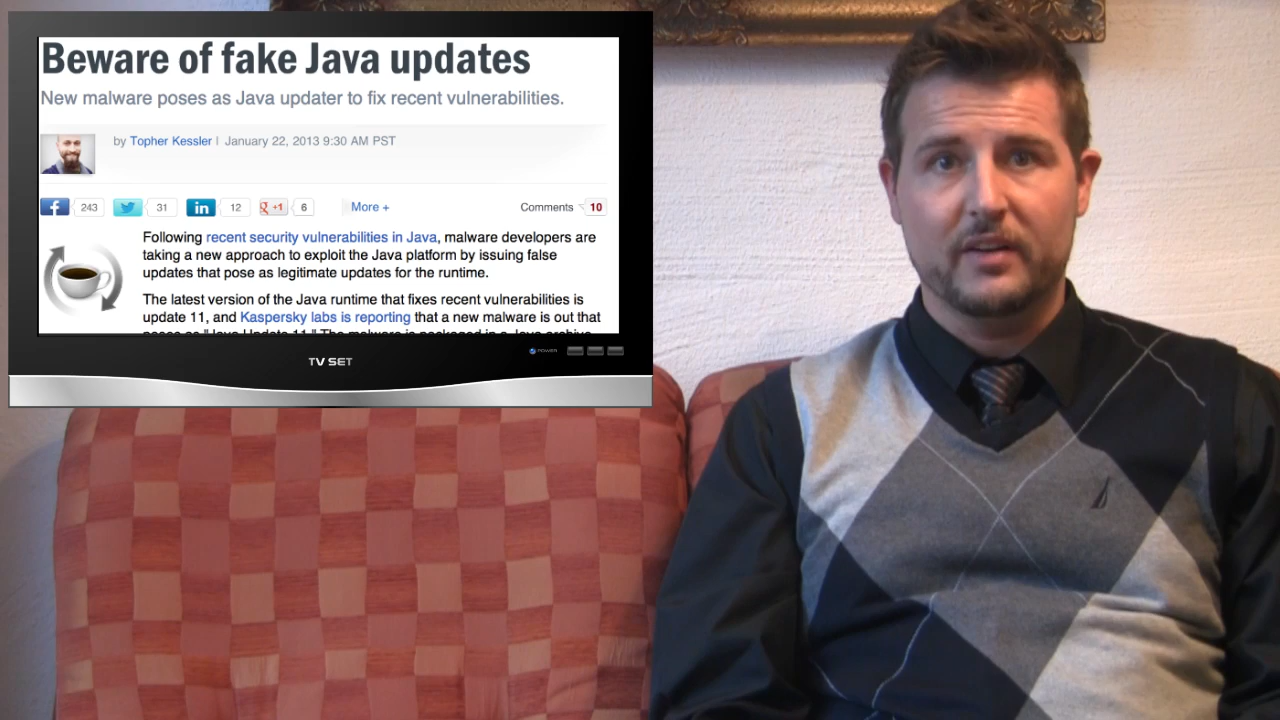 Beware of fake Java updates
New malware poses as Java updater to fix recent vulnerabilities.
by Topher Kessler | January 22, 2013 9:30 AM PST
243 31 in 12 +1 6 More + Comments 10
Following recent security vulnerabilities in Java, malware developers are
taking a new approach to exploit the Java platform by issuing false
updates that pose as legitimate updates for the runtime.
The latest version of the Java runtime that fixes recent vulnerabilities is
update 11, and Kaspersky labs is reporting that a new malware is out that
POWER
TV SET